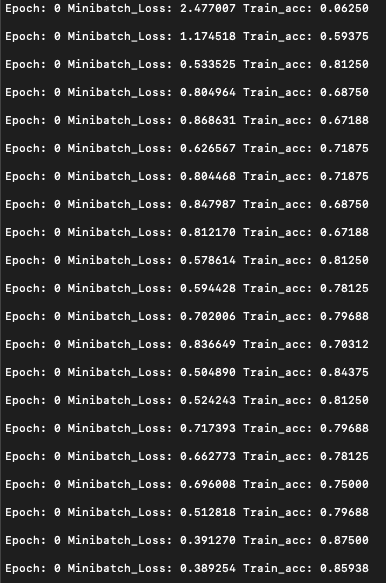 Epoch: 0 Minibatch_Loss: 2.477007 Train_acc: 0.06250
Epoch: 0 Minibatch_Loss: 1.174518 Train_acc: 0.59375
Epoch: 0 Minibatch_Loss: 0.533525 Train_acc: 0.81250
Epoch: 0 Minibatch_Loss: 0.804964 Train_acc: 0.68750
Epoch: 0 Minibatch_Loss: 0.868631 Train_acc: 0.67188
Epoch: 0 Minibatch_Loss: 0.626567 Train_acc: 0.71875
Epoch: 0 Minibatch_Loss: 0.804468 Train_acc: 0.71875
Epoch: 0 Minibatch_Loss: 0.847987 Train_acc: 0.68750
Epoch: 0 Minibatch_Loss: 0.812170 Train_acc: 0.67188
Epoch: 0 Minibatch_Loss: 0.578614 Train_acc: 0.81250
Epoch: 0 Minibatch_Loss: 0.594428 Train_acc: 0.78125
Epoch: 0 Minibatch_Loss: 0.702006 Train_acc: 0.79688
Epoch: 0 Minibatch_Loss: 0.836649 Train_acc: 0.70312
Epoch: 0 Minibatch_Loss: 0.504890 Train_acc: 0.84375
Epoch: 0 Minibatch_Loss: 0.524243 Train_acc: 0.81250
Epoch: 0 Minibatch_Loss: 0.717393 Train_acc: 0.79688
Epoch: 0 Minibatch_Loss: 0.662773 Train_acc: 0.78125
Epoch: 0 Minibatch_Loss: 0.696008 Train_acc: 0.75000
Epoch: 0 Minibatch_Loss: 0.512818 Train_acc: 0.79688
Epoch: 0 Minibatch_Loss: 0.391270 Train_acc: 0.87500
Epoch: 0 Minibatch_Loss: 0.389254 Train_acc: 0.85938